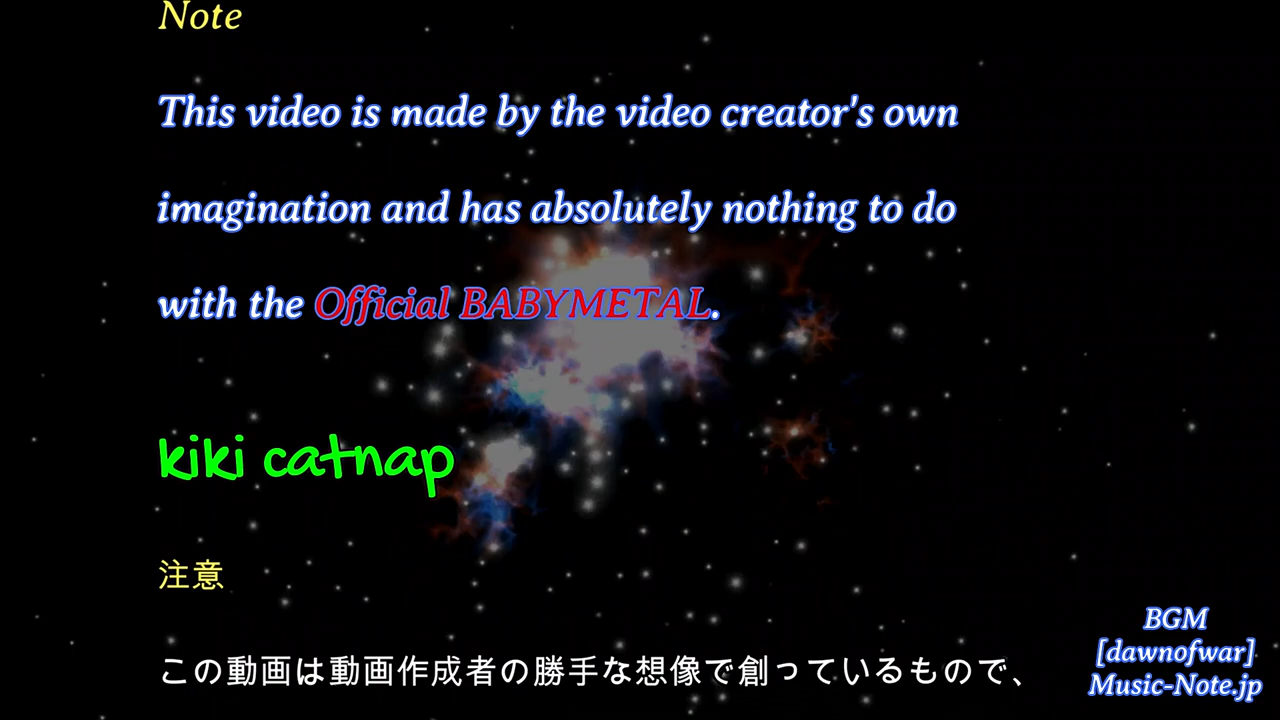 Note
This video is made by the video creator's own
imagination and has absolutely nothing to do
with the Official BABYMETAL.
kiki catnap
注意
この動画は動画作成者の勝手な想像で創っているもので、
BGM
[dawnofwar]
Music-Note.jp